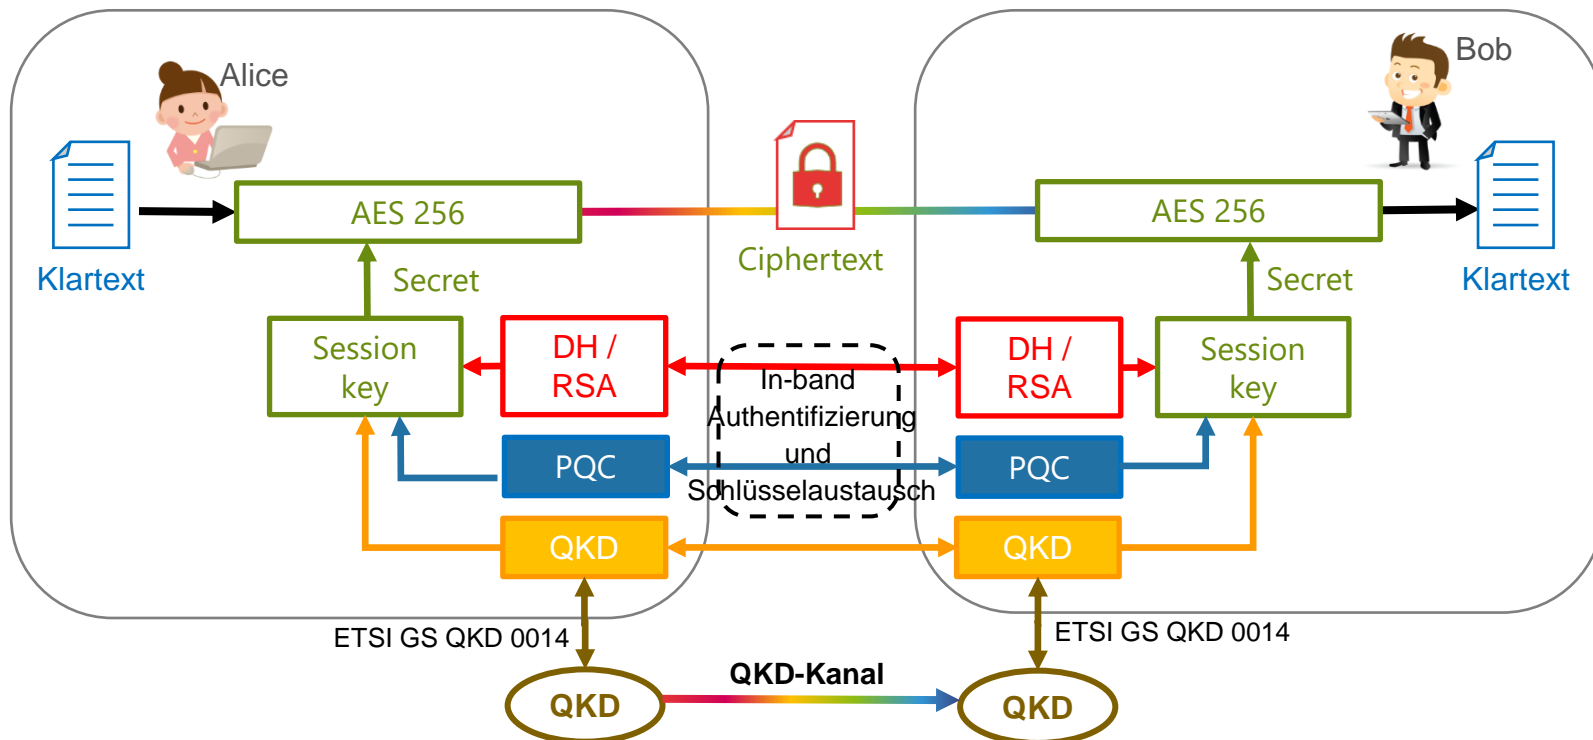 Alice
Bob
AES 256
AES 256
Ciphertext
Klartext
Secret
Secret
Klartext
Session
key
DH /
RSA
In-band
Authentifizierung
und
Schlüsselaustausch
DH /
RSA
Session
key
PQC
PQC
QKD
QKD
ETSI GS QKD 0014
ETSI GS QKD 0014
QKD-Kanal
QKD
QKD